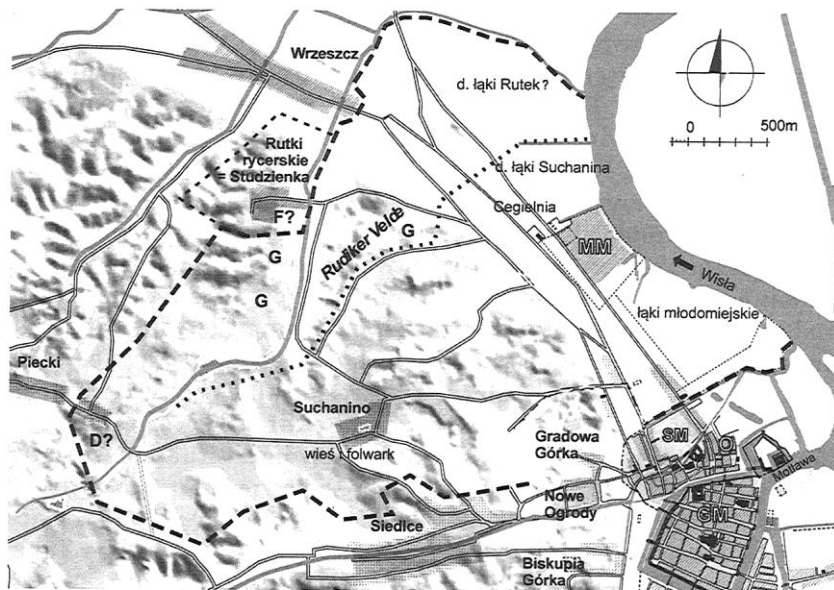 Wrzeszcz
d. łąki Rutek?
0 500m
Rutki
rycerskie
= Studzienka
d. łąki Suchanina
F?
Cegielnia
Rudiker Velde
G
MM
G
Wisła
G
łąki młodomiejskie
Piecki
Suchanino
D?
wieś i folwark
Gradowa
Górka
SM
O
Motława
Nowe
Ogrody
GM
Siedlce
Biskupia
Górka